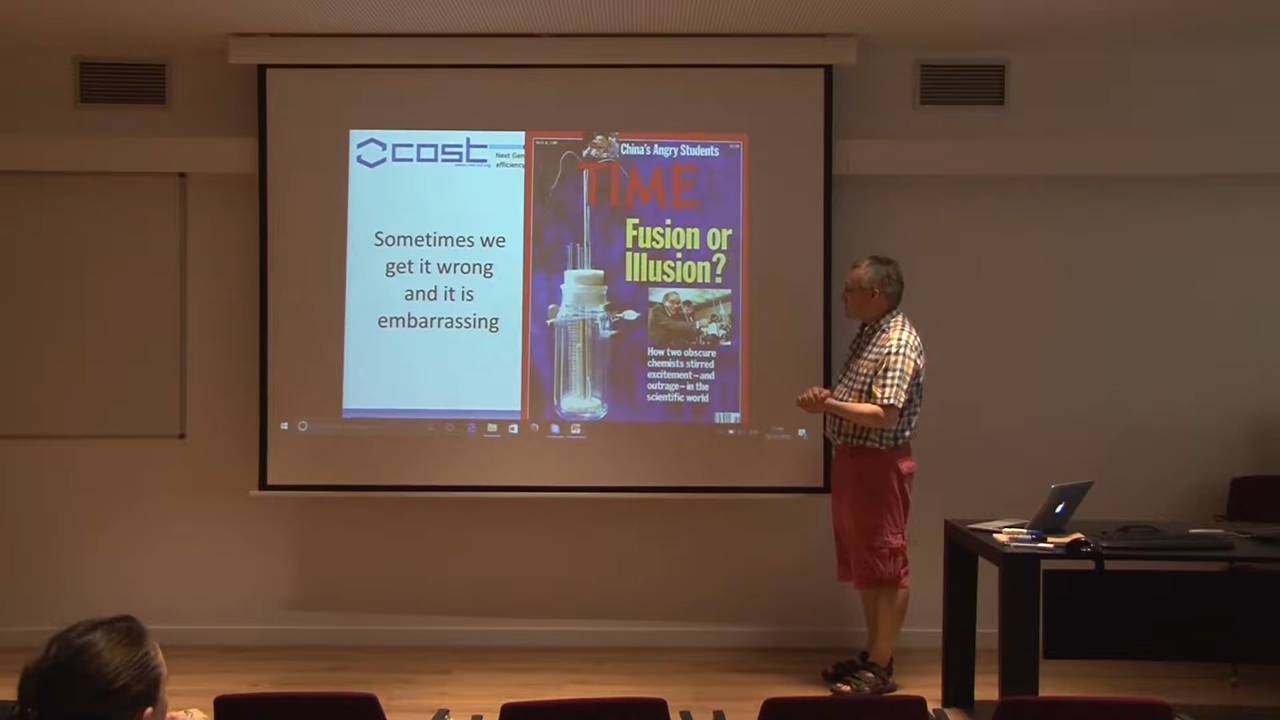 cost
Next Gen
efficiency
Sometimes we
get it wrong
and it is
embarrassing
China's Angry Students
TIME
Fusion or
Illusion?
How two obscure
chemists stirred
excitement—and
outrage—in the
scientific world